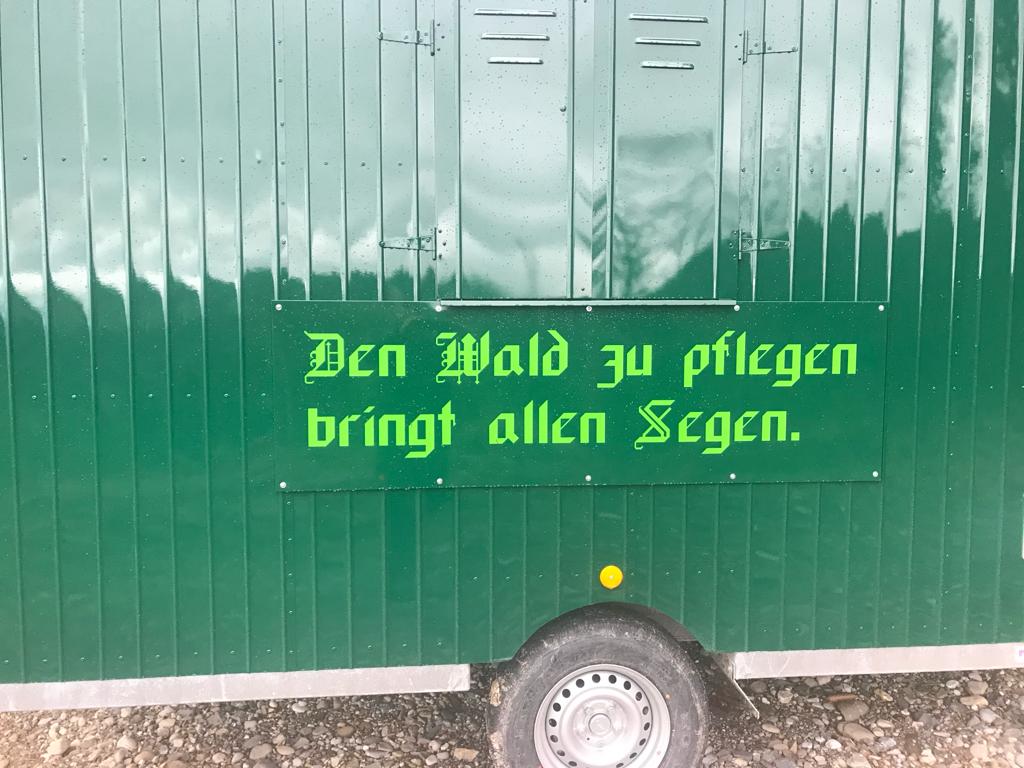 Den Wald zu pflegen
bringt allen Segen.